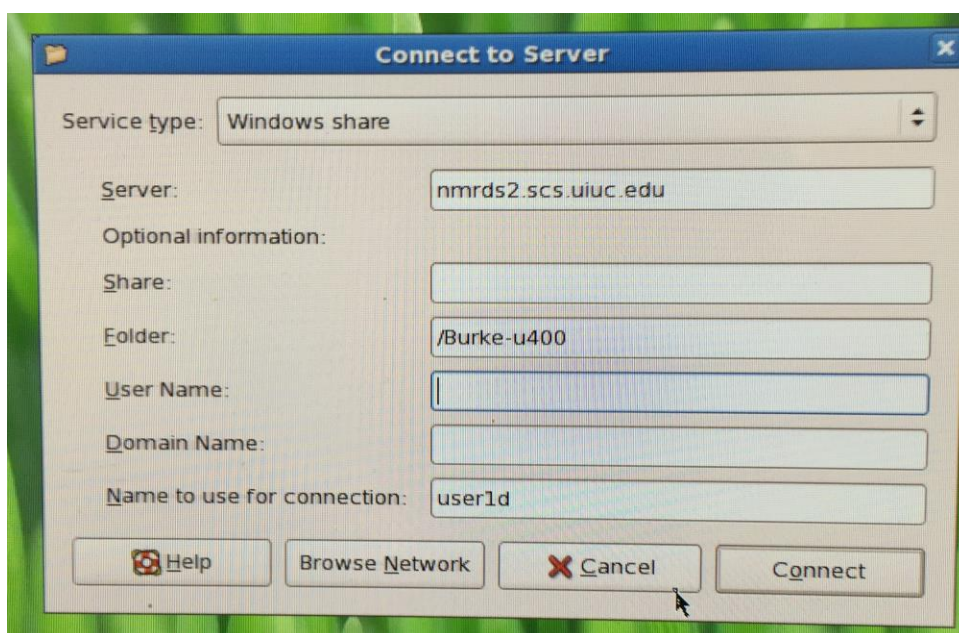 Connect to Server
Service type: Windows share
Server: nmrds2.scs.uiuc.edu
Optional information:
Share:
Folder: /Burke-u400
User Name:
Domain Name:
Name to use for connection: user1d
Help Browse Network Cancel Connect